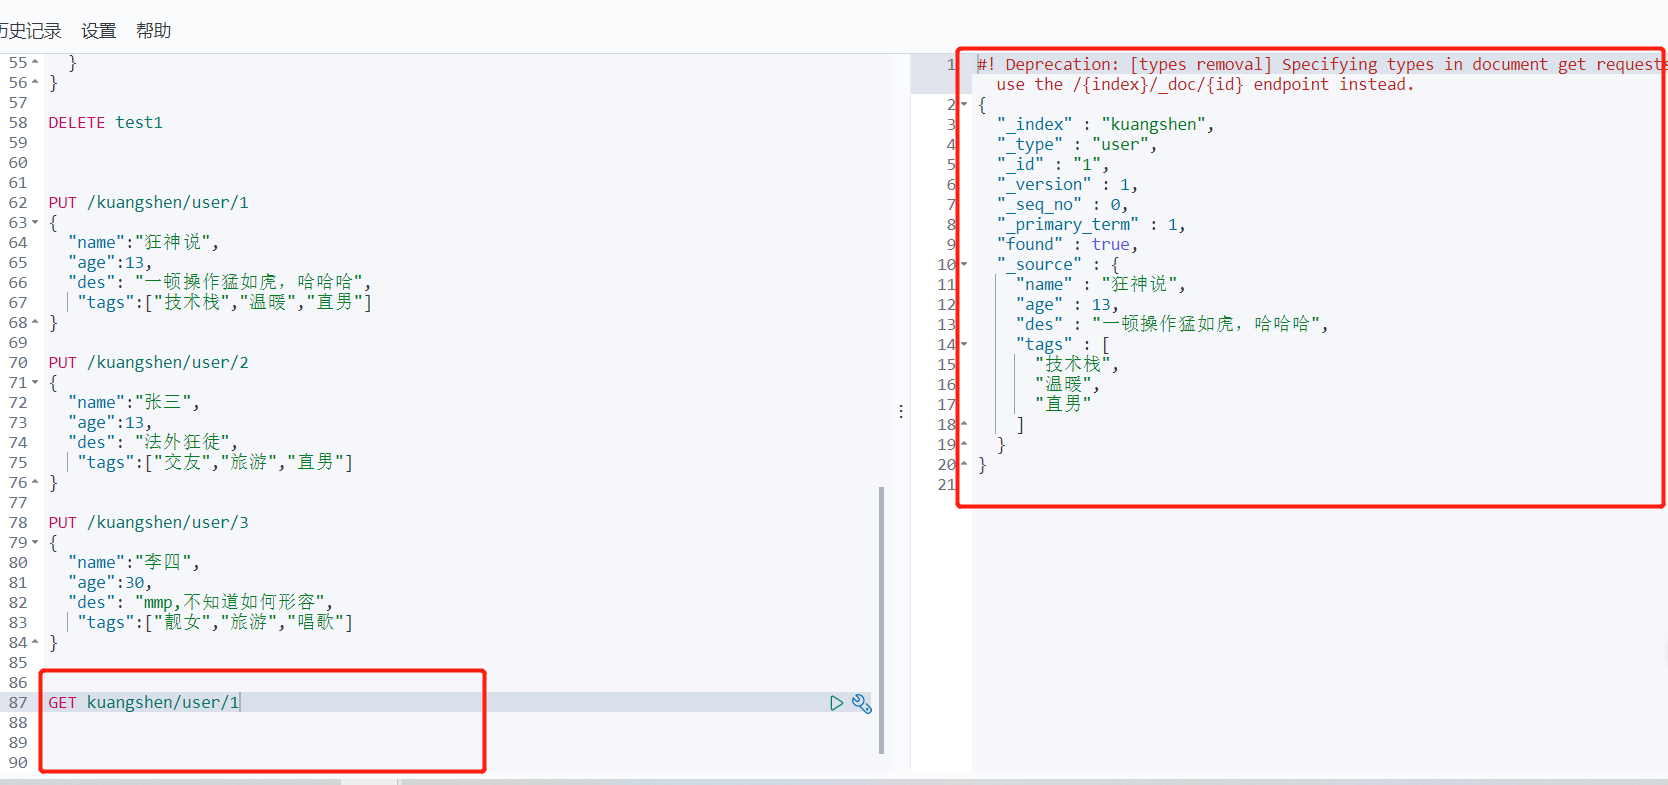 历史记录 设置 帮助
55 }
56 }
57
58 DELETE test1
59
60
61
62 PUT /kuangshen/user/1
63 {
64 "name":"狂神说",
65 "age":13,
66 "des": "一顿操作猛如虎，哈哈哈",
67 "tags":["技术栈","温暖","直男"]
68 }
69
70 PUT /kuangshen/user/2
71 {
72 "name":"张三",
73 "age":13,
74 "des": "法外狂徒",
75 "tags":["交友","旅游","直男"]
76 }
77
78 PUT /kuangshen/user/3
79 {
80 "name":"李四",
81 "age":30,
82 "des": "mmp,不知道如何形容",
83 "tags":["靓女","旅游","唱歌"]
84 }
85
86
87 GET kuangshen/user/1
88
89
90
1 #! Deprecation: [types removal] Specifying types in document get requests
use the /{index}/_doc/{id} endpoint instead.
2 {
3 "_index" : "kuangshen",
4 "_type" : "user",
5 "_id" : "1",
6 "_version" : 1,
7 "_seq_no" : 0,
8 "_primary_term" : 1,
9 "found" : true,
10 "_source" : {
11 "name" : "狂神说",
12 "age" : 13,
13 "des" : "一顿操作猛如虎，哈哈哈",
14 "tags" : [
15 "技术栈",
16 "温暖",
17 "直男"
18 ]
19 }
20 }
21